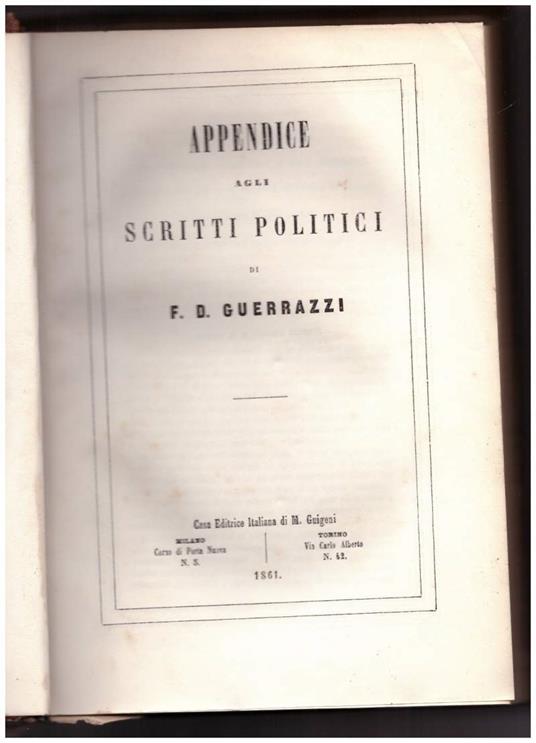 APPENDICE
AGLI
SCRITTI POLITICI
DI
F. D. GUERRAZZI
Casa Editrice Italiana di M. Guigoni
MILANO
Corso di Porta Nuova
N. 5.
TORINO
Via Carlo Alberto
N. 42.
1861.